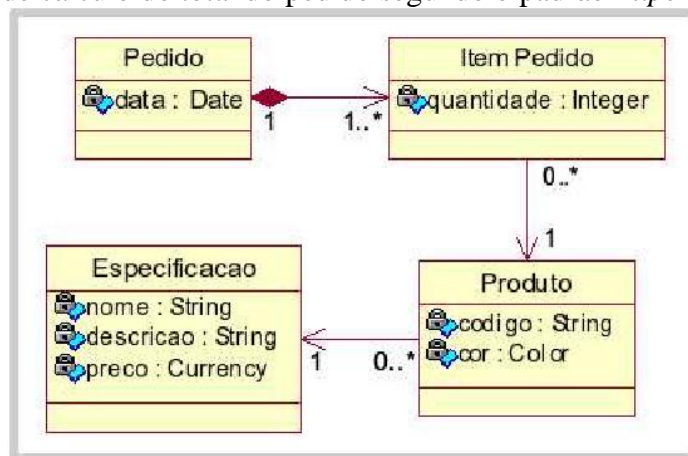 Pedido
data : Date
1
1..*
Item Pedido
quantidade : Integer
0..*
1
Especificacao
nome : String
descricao : String
preco : Currency
1
0..*
Produto
codigo : String
cor : Color